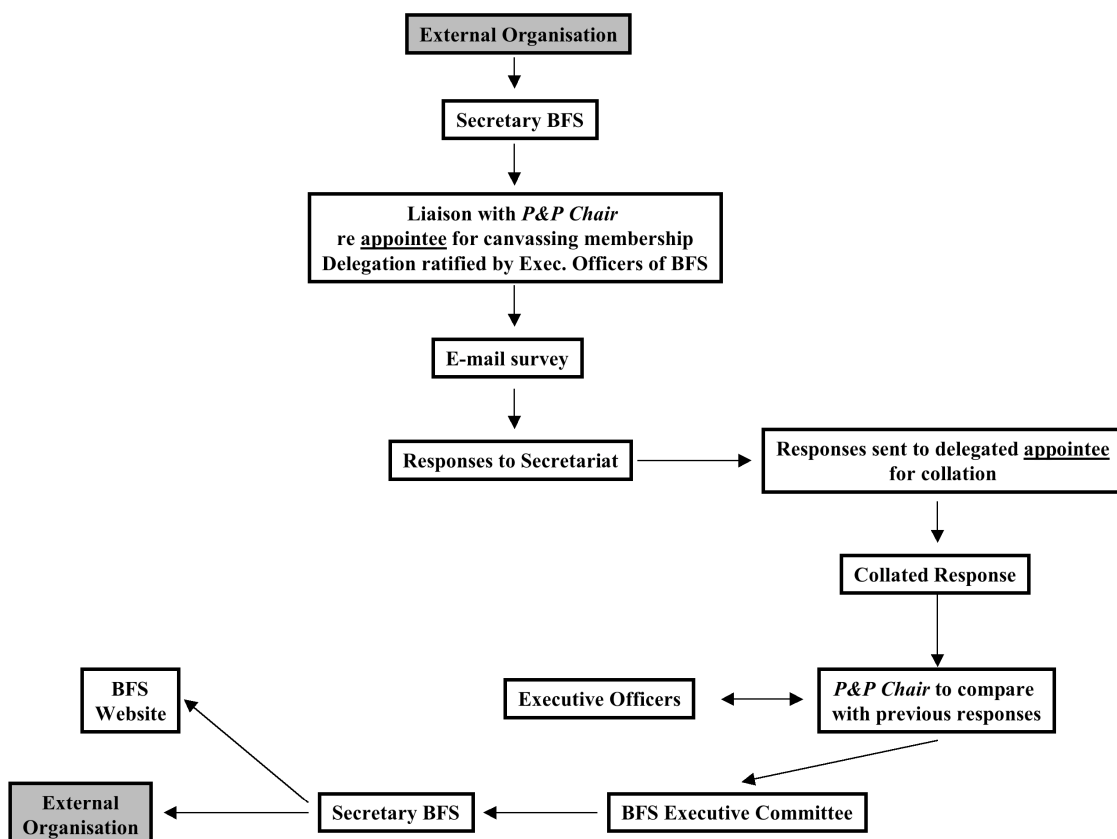 External Organisation
Secretary BFS
Liaison with P&P Chair
re appointee for canvassing membership
Delegation ratified by Exec. Officers of BFS
E-mail survey
Responses to Secretariat
Responses sent to delegated appointee
for collation
Collated Response
P&P Chair to compare
with previous responses
Executive Officers
BFS
Website
BFS Executive Committee
Secretary BFS
External
Organisation